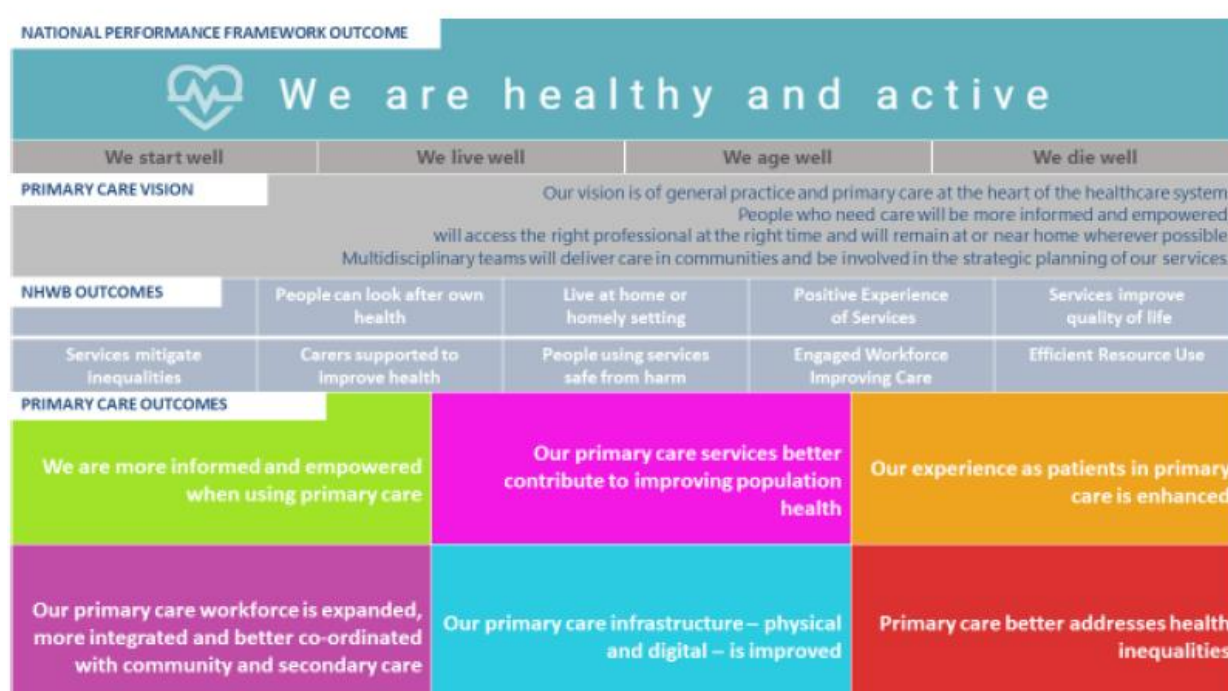 NATIONAL PERFORMANCE FRAMEWORK OUTCOME
We are healthy and active
We start well
We live well
We age well
We die well
PRIMARY CARE VISION
Our vision is of general practice and primary care at the heart of the healthcare system
People who need care will be more informed and empowered
will access the right professional at the right time and will remain at or near home wherever possible
Multidisciplinary teams will deliver care in communities and be involved in the strategic planning of our services
NHWB OUTCOMES
People can look after own
health
Live at home or
homely setting
Positive Experience
of Services
Services improve
quality of life
Services mitigate
inequalities
Carers supported to
improve health
People using services
safe from harm
Engaged Workforce
Improving Care
Efficient Resource Use
PRIMARY CARE OUTCOMES
We are more informed and empowered
when using primary care
Our primary care services better
contribute to improving population
health
Our experience as patients in primary
care is enhanced
Our primary care workforce is expanded,
more integrated and better co-ordinated
with community and secondary care
Our primary care infrastructure – physical
and digital – is improved
Primary care better addresses health
inequalities